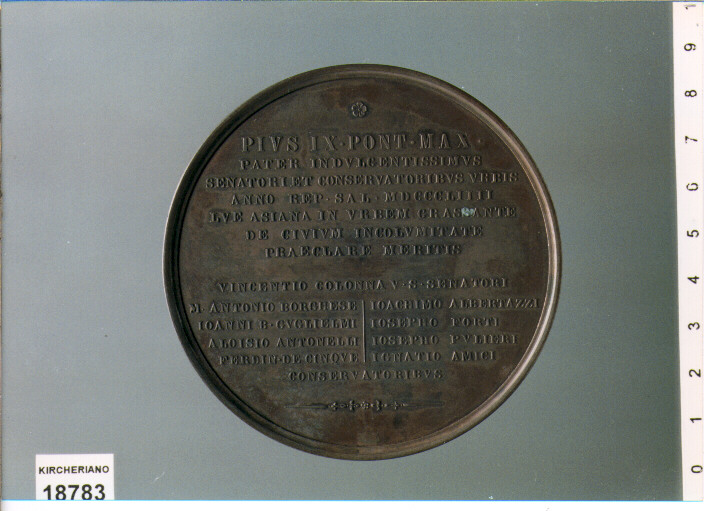 PIVS IX·PONT·MAX·
PATER INDVLGENTISSIMVS
SENATORI ET CONSERVATORIBVS VRBIS
ANNO REP·SAL·MDCCCLIIII
LVE ASIANA IN VRBEM GRASSANTE
DE CIVIVM INCOLVMITATE
PRAECLARE MERITIS
VINCENTIO COLONNA V·S·SENATORI
M·ANTONIO BORGHESE IOACHIMO ALBERTAZZI
IOANNI B·GVGLIELMI IOSEPHO FORTI
ALOISIO ANTONELLI IOSEPHO PVLIERI
FERDIN·DE CINQVE IGNATIO AMICI
CONSERVATORIBVS
KIRCHERIANO
18783
0 1 2 3 4 5 6 7 8 9 1